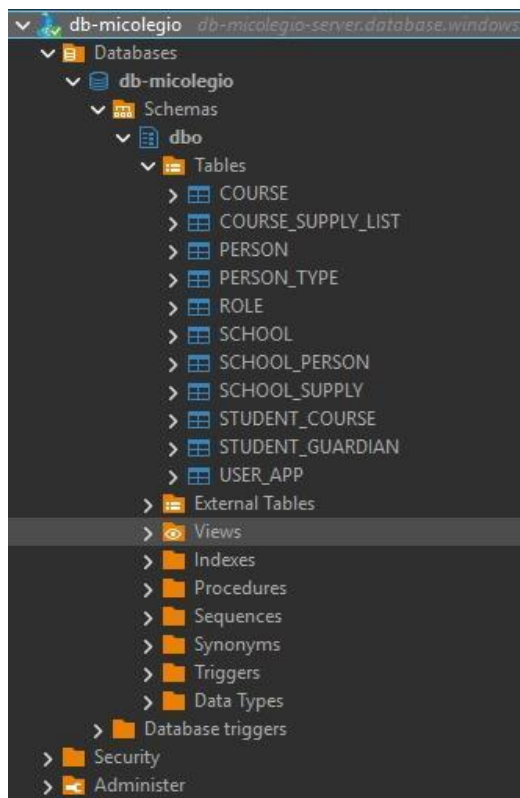 db-micolegio db-micolegio-server.database.windows
Databases
db-micolegio
Schemas
dbo
Tables
COURSE
COURSE_SUPPLY_LIST
PERSON
PERSON_TYPE
ROLE
SCHOOL
SCHOOL_PERSON
SCHOOL_SUPPLY
STUDENT_COURSE
STUDENT_GUARDIAN
USER_APP
External Tables
Views
Indexes
Procedures
Sequences
Synonyms
Triggers
Data Types
Database triggers
Security
Administer